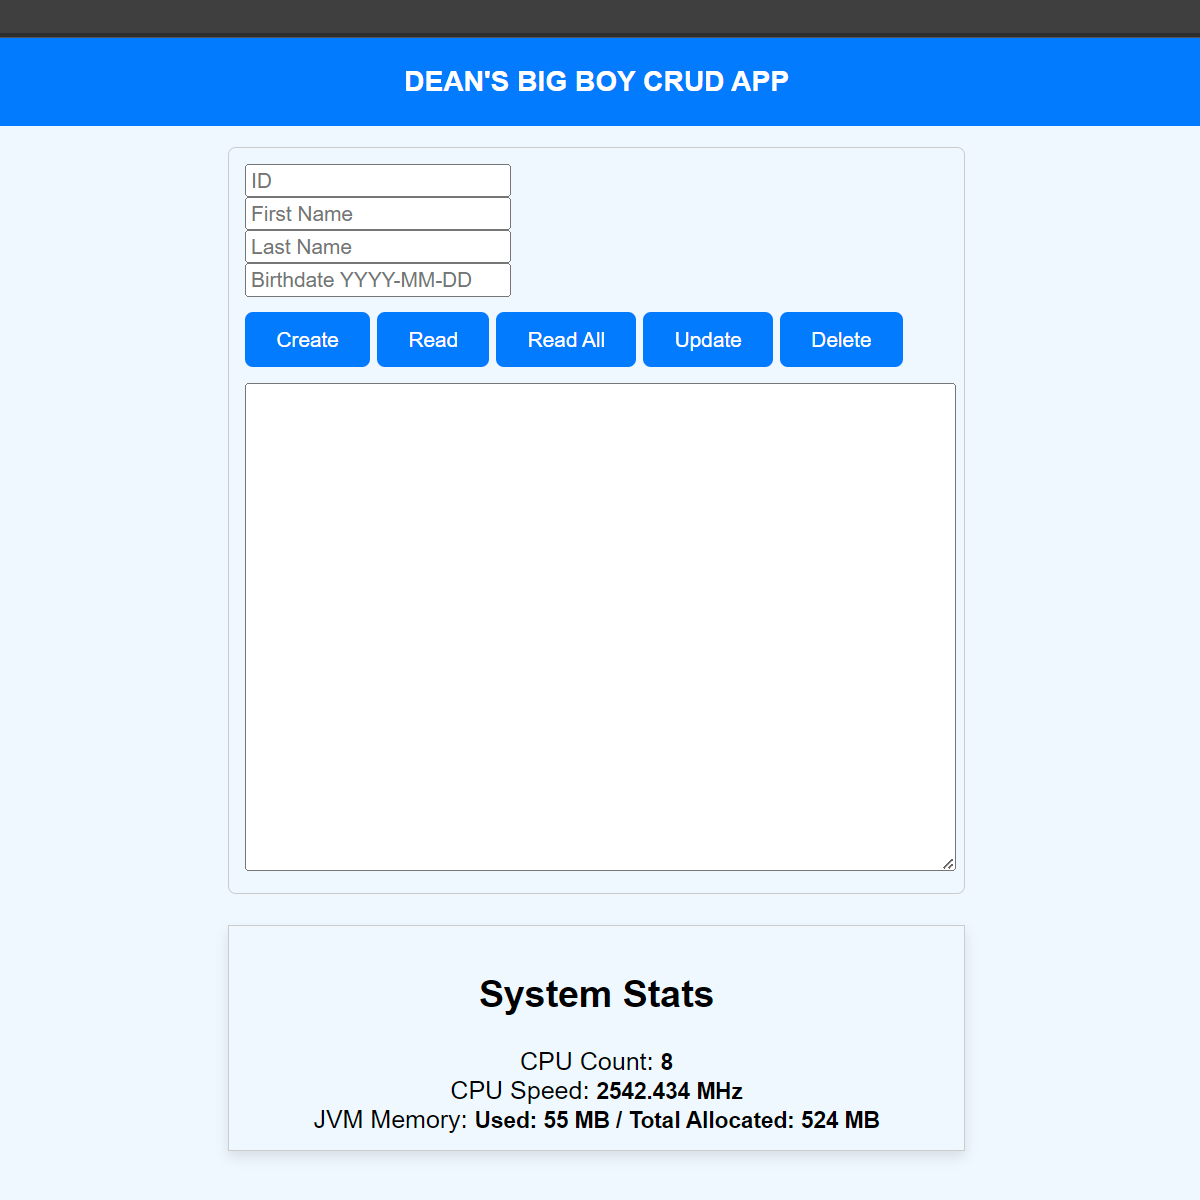 DEAN'S BIG BOY CRUD APP
ID
First Name
Last Name
Birthdate YYYY-MM-DD
Create Read Read All Update Delete
System Stats
CPU Count: 8
CPU Speed: 2542.434 MHz
JVM Memory: Used: 55 MB / Total Allocated: 524 MB